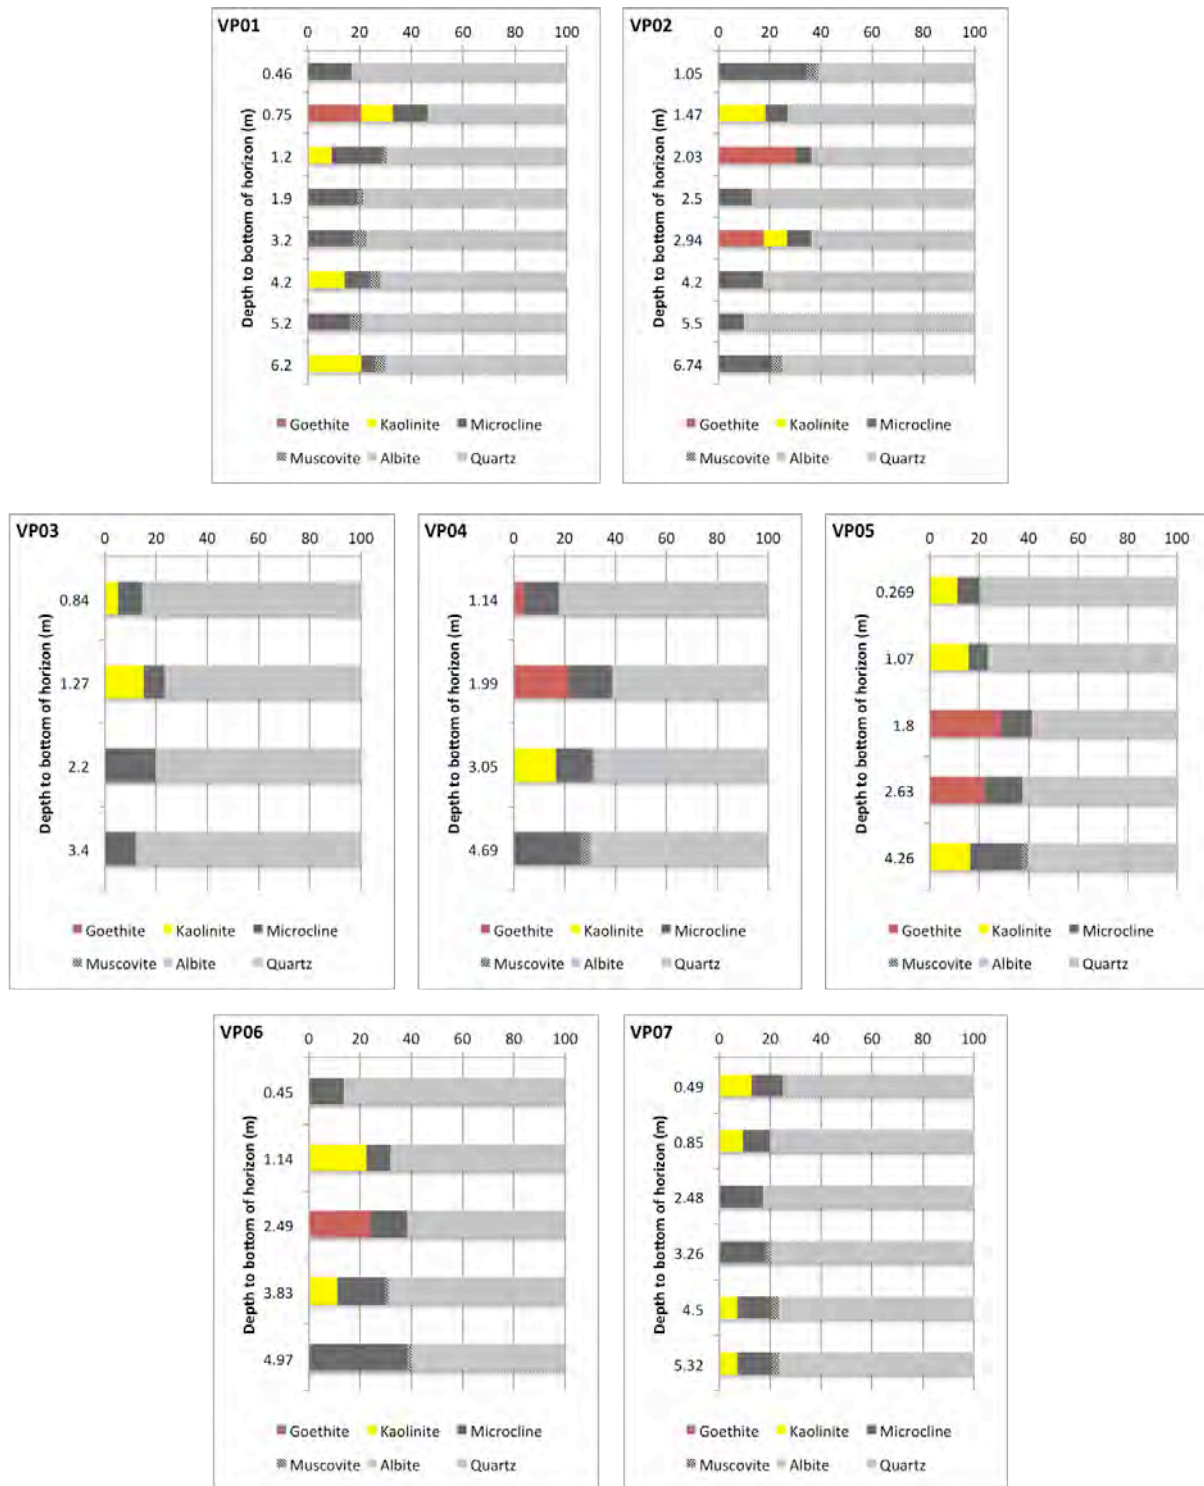 VP01
0 20 40 60 80 100
Depth to bottom of horizon (m)
0.46
0.75
1.2
1.9
3.2
4.2
5.2
6.2
Goethite Kaolinite Microcline
Muscovite Albite Quartz
VP02
0 20 40 60 80 100
Depth to bottom of horizon (m)
1.05
1.47
2.03
2.5
2.94
4.2
5.5
6.74
Goethite Kaolinite Microcline
Muscovite Albite Quartz
VP03
0 20 40 60 80 100
Depth to bottom of horizon (m)
0.84
1.27
2.2
3.4
Goethite Kaolinite Microcline
Muscovite Albite Quartz
VP04
0 20 40 60 80 100
Depth to bottom of horizon (m)
1.14
1.99
3.05
4.69
Goethite Kaolinite Microcline
Muscovite Albite Quartz
VP05
0 20 40 60 80 100
Depth to bottom of horizon (m)
0.269
1.07
1.8
2.63
4.26
Goethite Kaolinite Microcline
Muscovite Albite Quartz
VP06
0 20 40 60 80 100
Depth to bottom of horizon (m)
0.45
1.14
2.49
3.83
4.97
Goethite Kaolinite Microcline
Muscovite Albite Quartz
VP07
0 20 40 60 80 100
Depth to bottom of horizon (m)
0.49
0.85
2.48
3.26
4.5
5.32
Goethite Kaolinite Microcline
Muscovite Albite Quartz